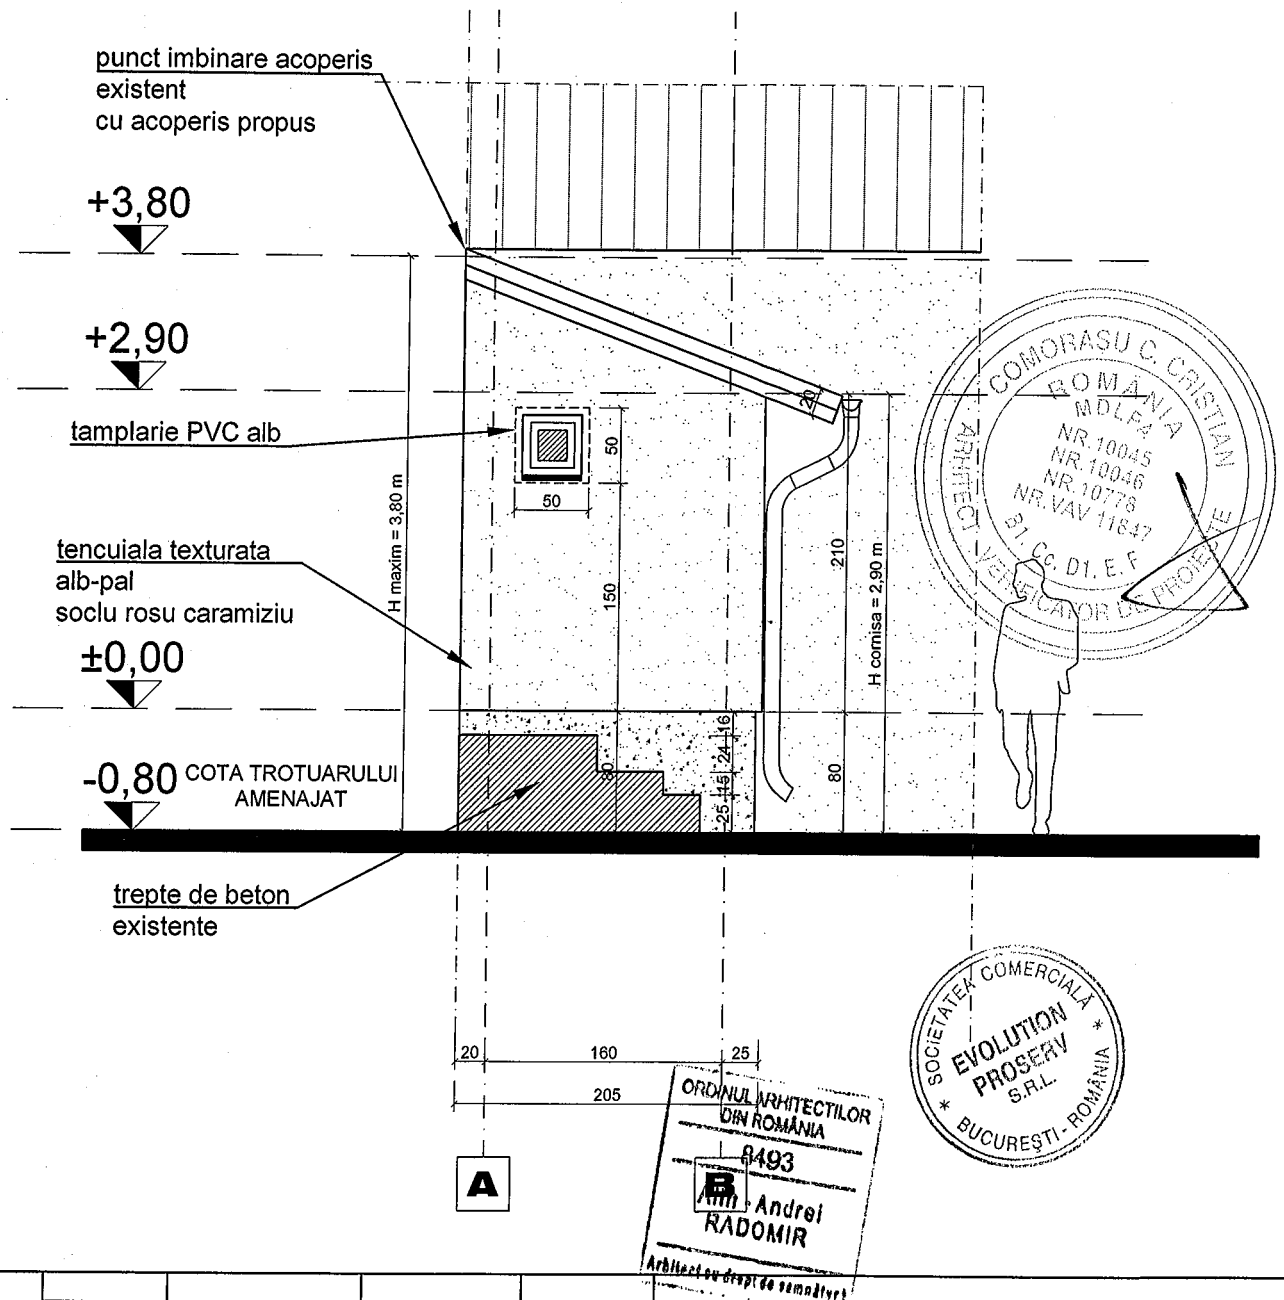 punct imbinare acoperis
existent
cu acoperis propus
+3,80
+2,90
tamplarie PVC alb
tencuiala texturata
alb-pal
soclu rosu caramiziu
±0,00
-0,80 COTA TROTUARULUI
AMENAJAT
trepte de beton
existente
H maxim = 3,80 m
50
50
150
80
20
210
80
H cornisa = 2,90 m
16
24
15
25
20
160
25
205
A
B
COMORASU C. CRISTIAN
ROMÂNIA
MDLPA
NR.10045
NR.10046
NR.10778
NR.VAV 11847
B1, Cc, D1, E, F
ARHITECT VERIFICATOR DE PROIECTE
SOCIETATEA COMERCIALĂ
EVOLUTION
PROSERV
S.R.L.
BUCUREȘTI - ROMÂNIA
ORDINUL ARHITECTILOR
DIN ROMÂNIA
8493
Andrei
RADOMIR
Arhitect cu drept de semnătură